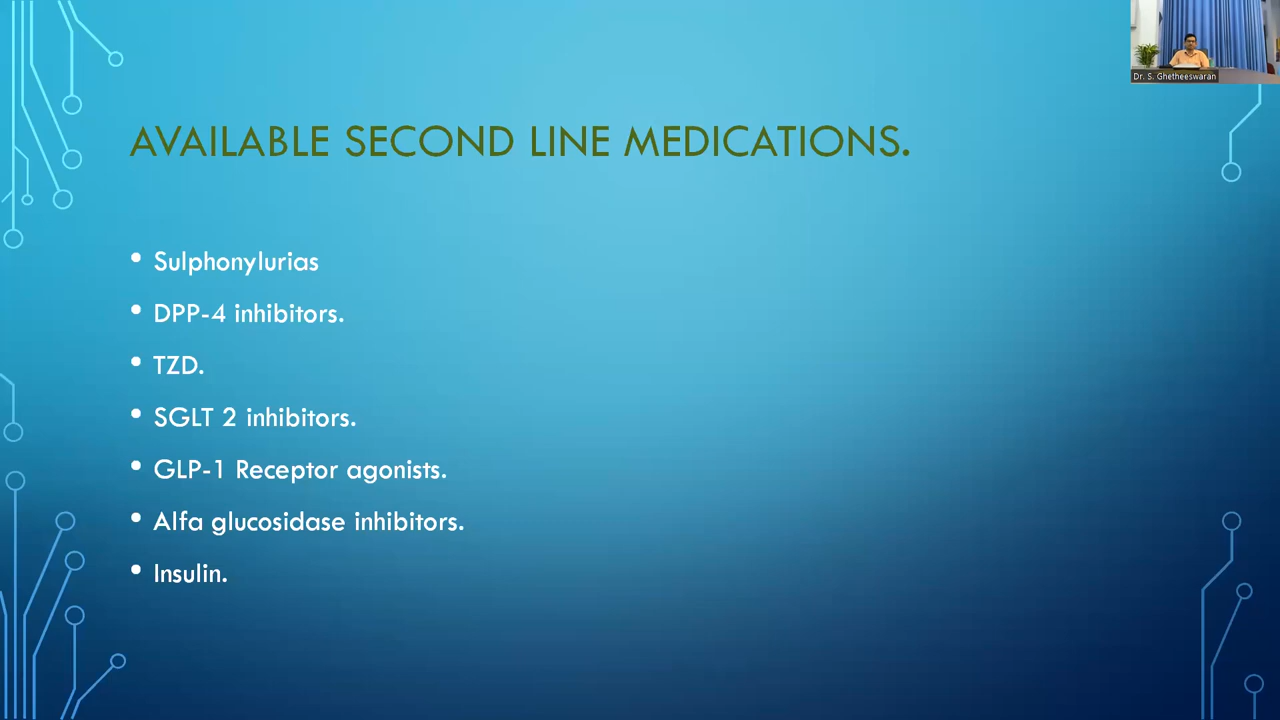 Dr. S. Ghetheeswaran
AVAILABLE SECOND LINE MEDICATIONS.
• Sulphonylurias
• DPP-4 inhibitors.
• TZD.
• SGLT 2 inhibitors.
• GLP-1 Receptor agonists.
• Alfa glucosidase inhibitors.
• Insulin.